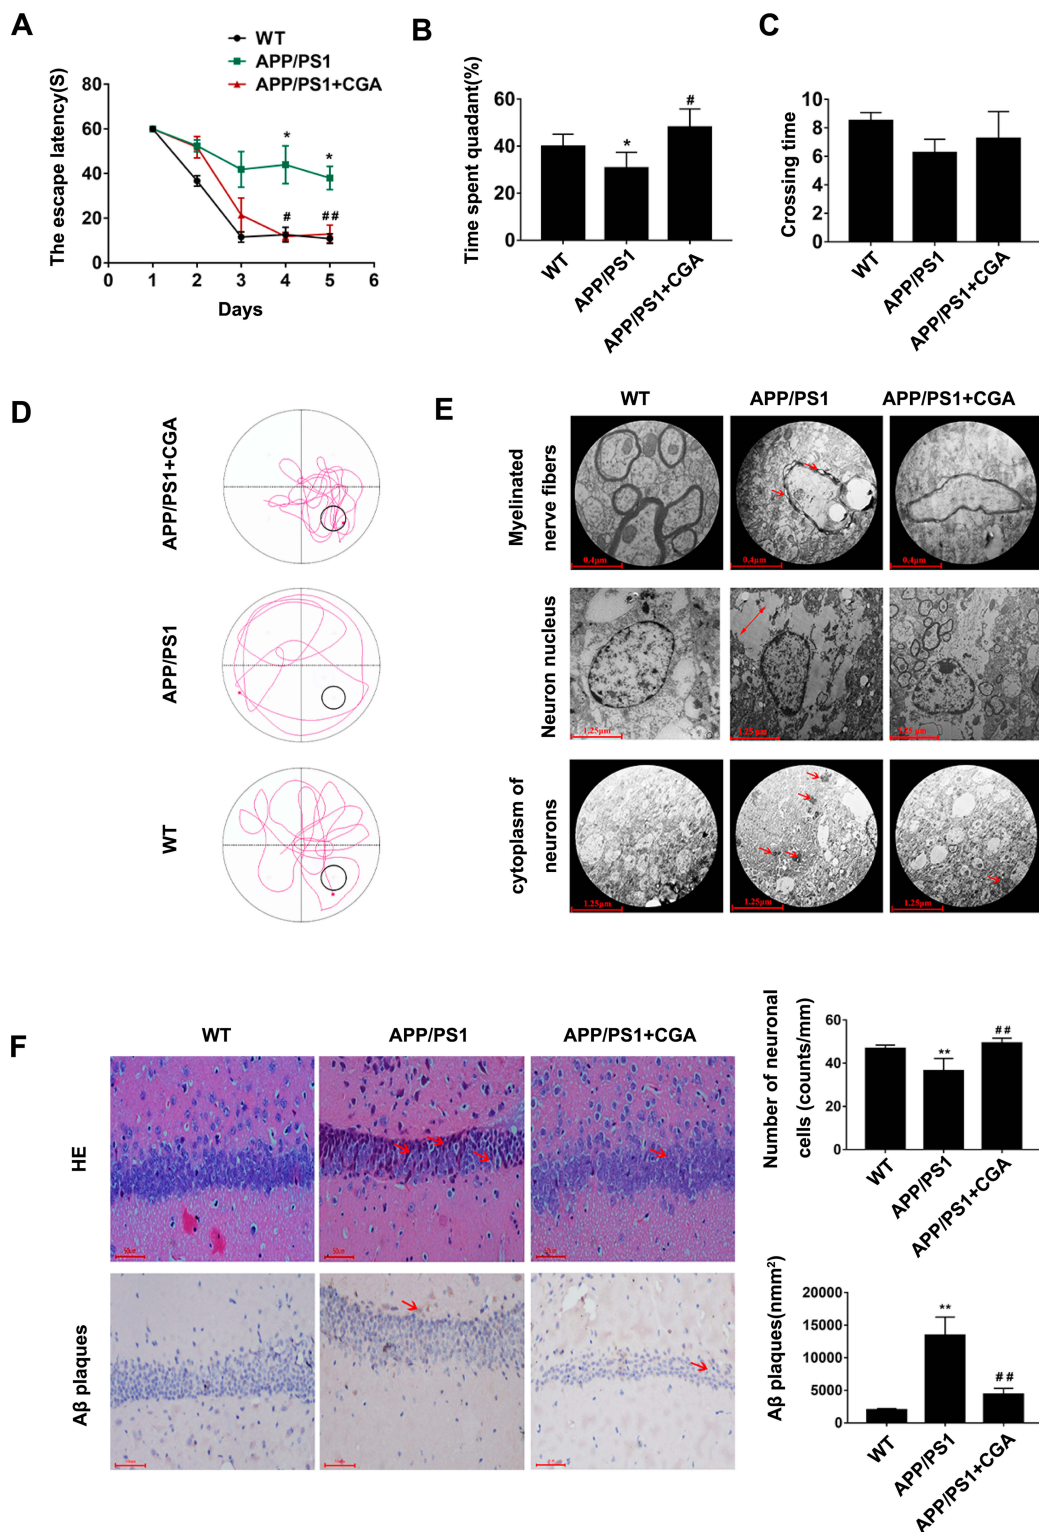 A
WT
APP/PS1
APP/PS1+CGA
The escape latency(S)
80
60
40
20
0
*
*
#
##
0 1 2 3 4 5 6
Days
B
Time spent quadant(%)
60
40
20
0
*
#
WT
APP/PS1
APP/PS1+CGA
C
Crossing time
10
8
6
4
2
0
WT
APP/PS1
APP/PS1+CGA
D
APP/PS1+CGA
APP/PS1
WT
E
WT APP/PS1 APP/PS1+CGA
Myelinated
nerve fibers
0.4μm 0.4μm 0.4μm
Neuron nucleus
1.25μm 1.25μm 1.25μm
cytoplasm of
neurons
1.25μm 1.25μm 1.25μm
F
WT APP/PS1 APP/PS1+CGA
HE
Aβ plaques
Number of neuronal
cells (counts/mm)
60
40
20
0
**
##
WT
APP/PS1
APP/PS1+CGA
Aβ plaques(nmm²)
20000
15000
10000
5000
0
**
##
WT
APP/PS1
APP/PS1+CGA